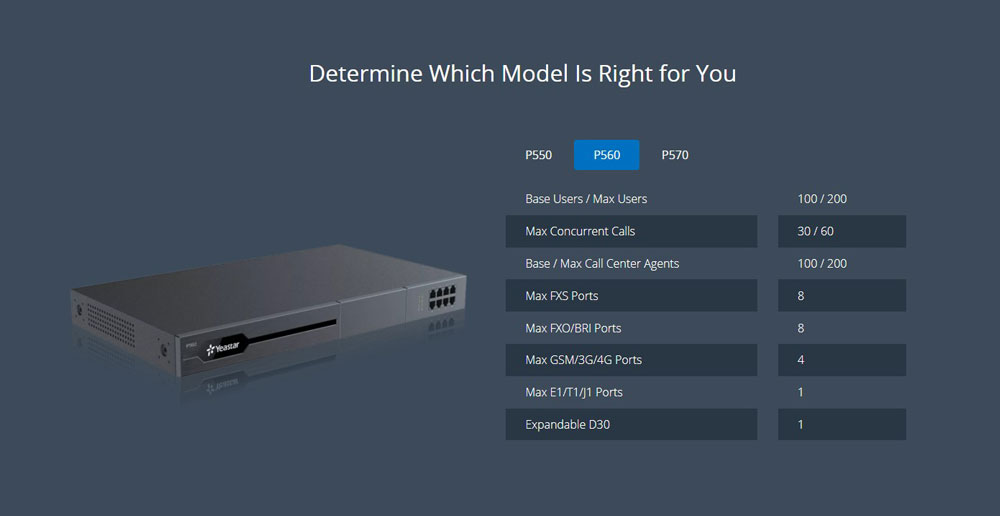 Determine Which Model Is Right for You
P550 P560 P570
Base Users / Max Users 100 / 200
Max Concurrent Calls 30 / 60
Base / Max Call Center Agents 100 / 200
Max FXS Ports 8
Max FXO/BRI Ports 8
Max GSM/3G/4G Ports 4
Max E1/T1/J1 Ports 1
Expandable D30 1
P560
Yeastar